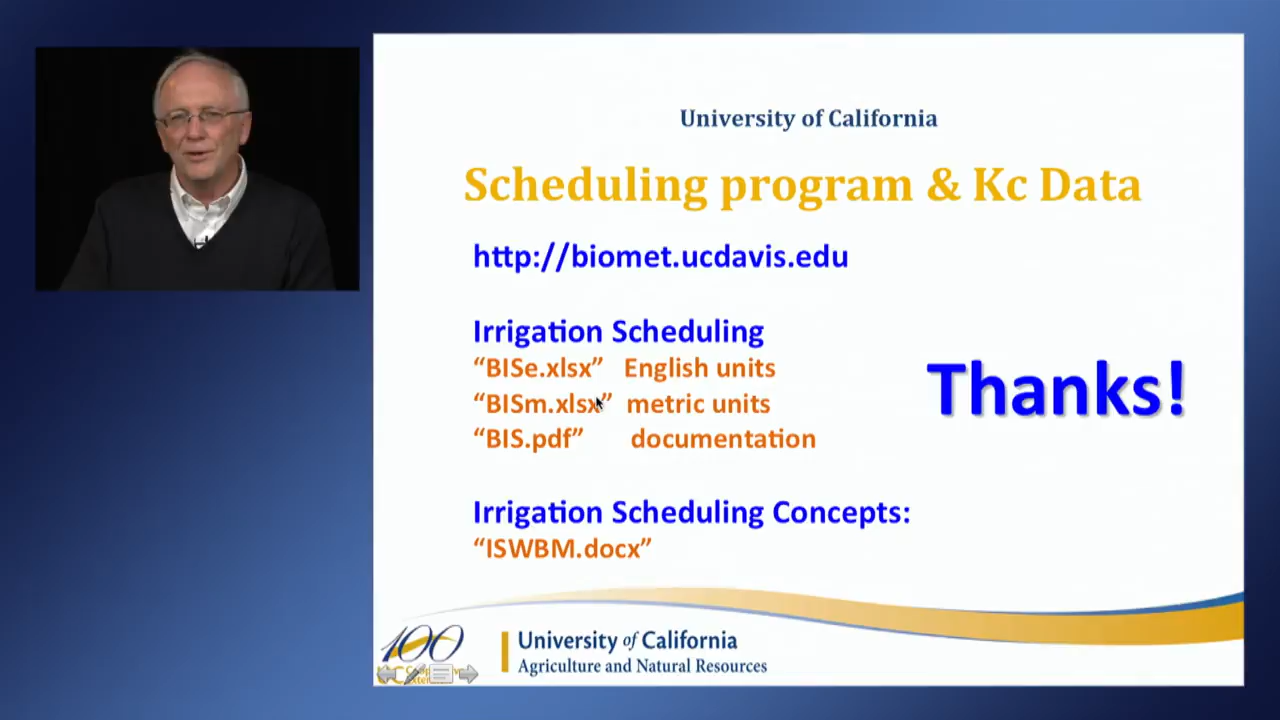 University of California
Scheduling program & Kc Data
http://biomet.ucdavis.edu
Irrigation Scheduling
“BISe.xlsx” English units
“BISm.xlsx” metric units
“BIS.pdf” documentation
Thanks!
Irrigation Scheduling Concepts:
“ISWBM.docx”
100
University of California
Agriculture and Natural Resources